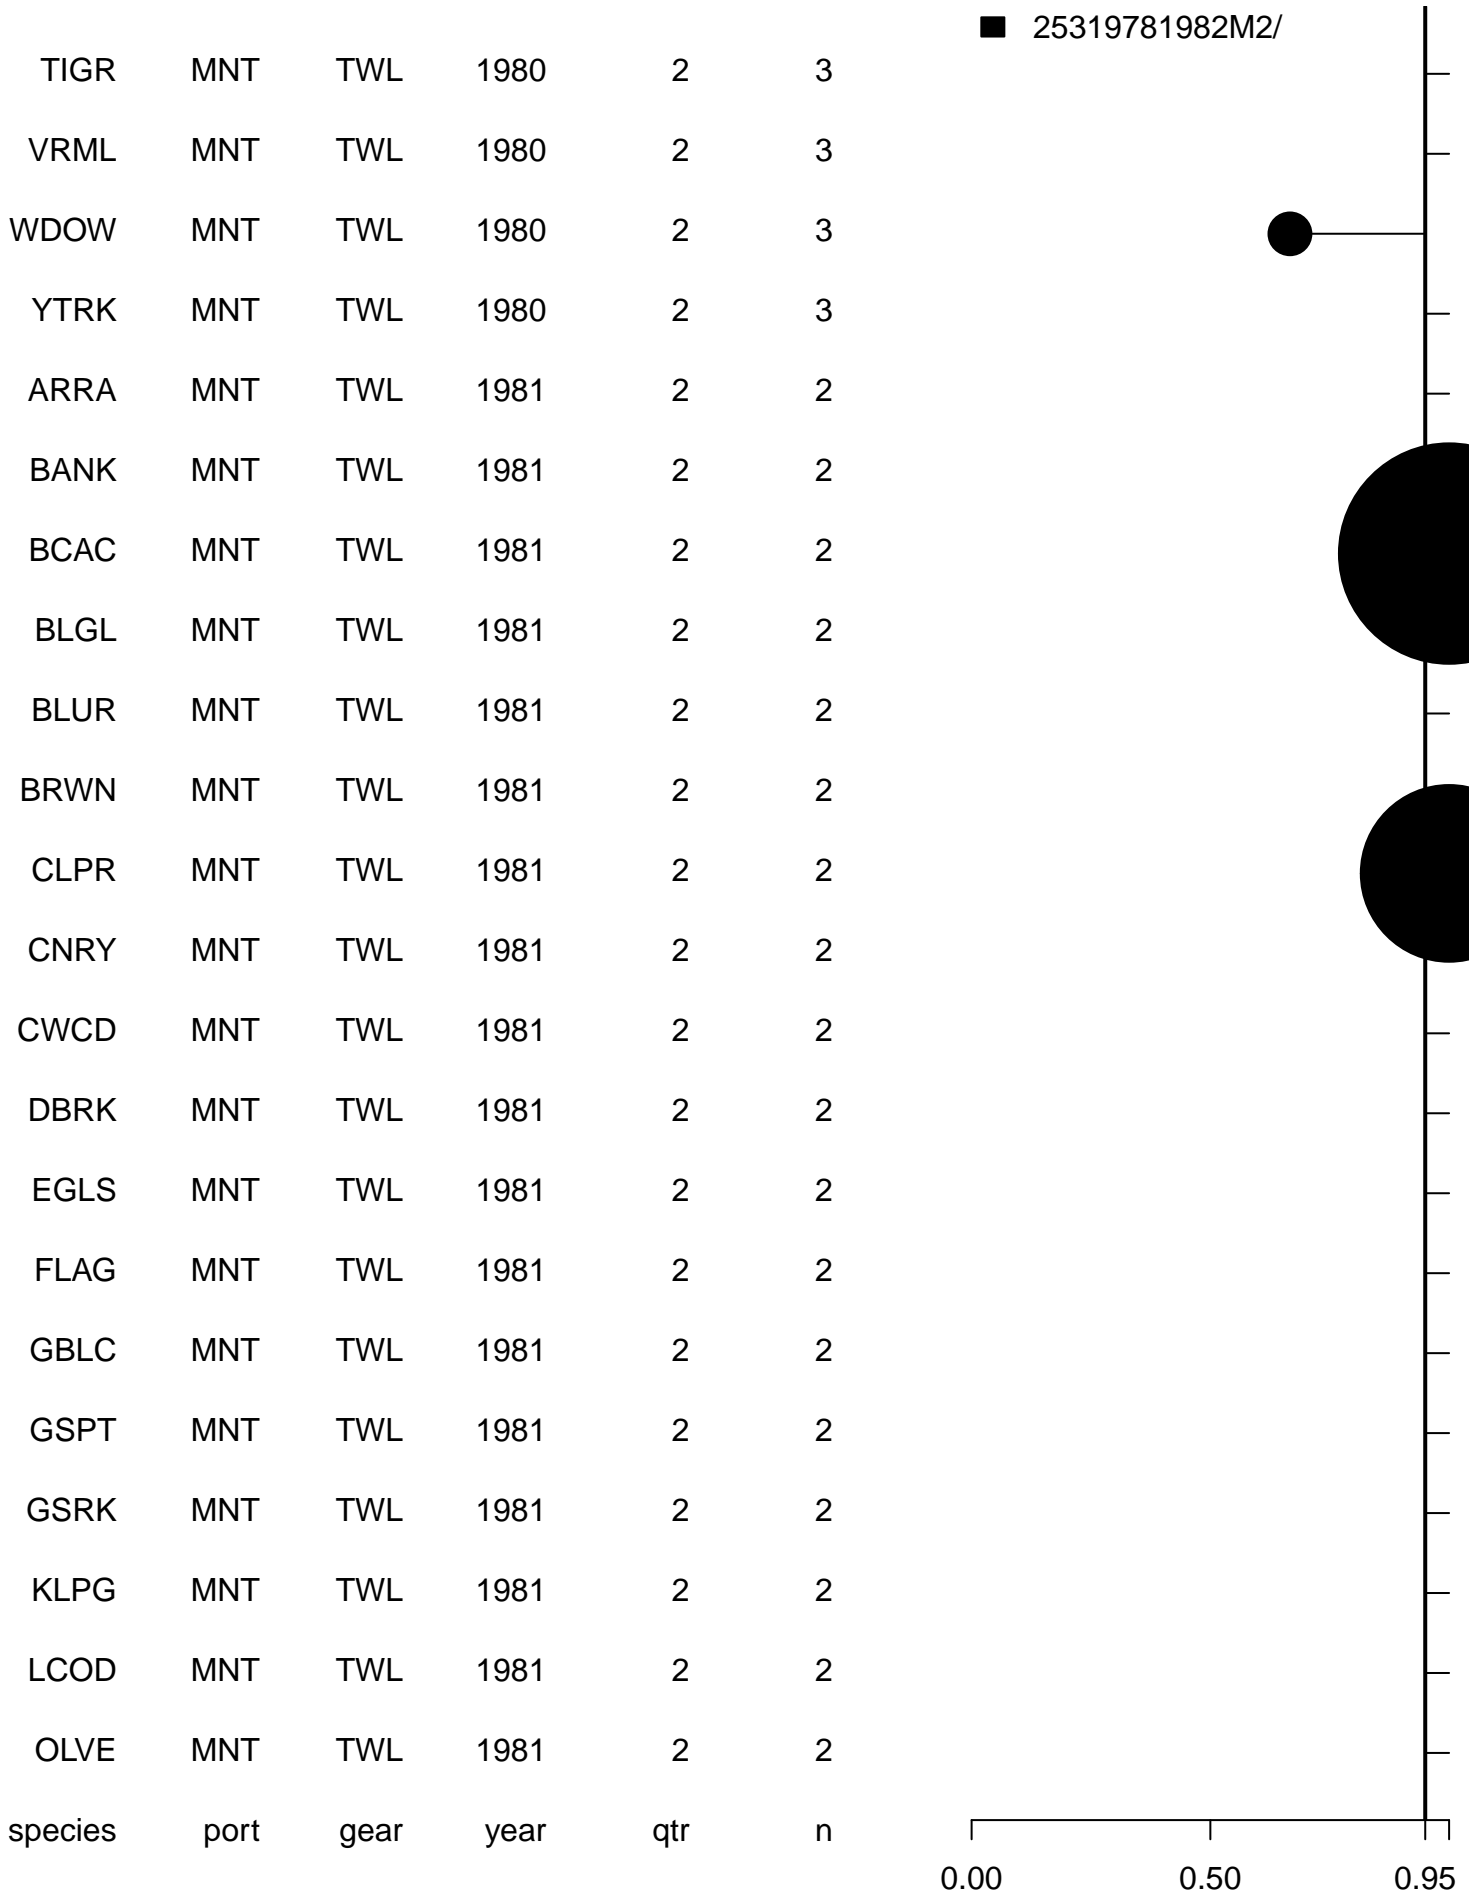 25319781982M2/
TIGR MNT TWL 1980 2 3
VRML MNT TWL 1980 2 3
WDOW MNT TWL 1980 2 3
YTRK MNT TWL 1980 2 3
ARRA MNT TWL 1981 2 2
BANK MNT TWL 1981 2 2
BCAC MNT TWL 1981 2 2
BLGL MNT TWL 1981 2 2
BLUR MNT TWL 1981 2 2
BRWN MNT TWL 1981 2 2
CLPR MNT TWL 1981 2 2
CNRY MNT TWL 1981 2 2
CWCD MNT TWL 1981 2 2
DBRK MNT TWL 1981 2 2
EGLS MNT TWL 1981 2 2
FLAG MNT TWL 1981 2 2
GBLC MNT TWL 1981 2 2
GSPT MNT TWL 1981 2 2
GSRK MNT TWL 1981 2 2
KLPG MNT TWL 1981 2 2
LCOD MNT TWL 1981 2 2
OLVE MNT TWL 1981 2 2
species port gear year qtr n
0.00 0.50 0.95